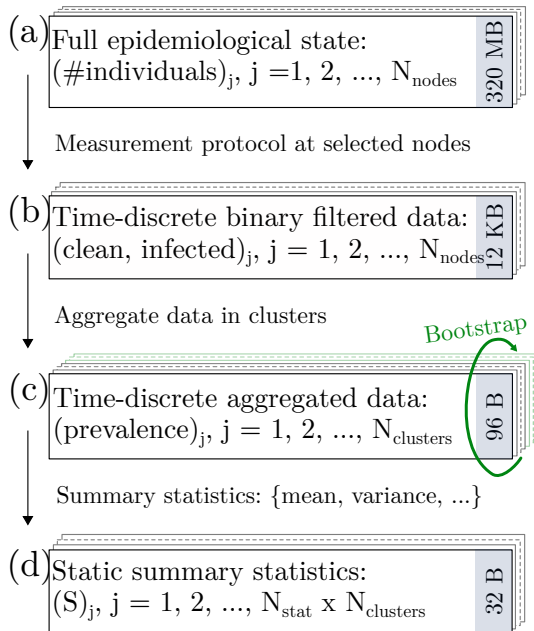 (a)
Full epidemiological state:
(#individuals)j, j =1, 2, ..., Nnodes
320 MB
Measurement protocol at selected nodes
(b)
Time-discrete binary filtered data:
(clean, infected)j, j = 1, 2, ..., Nnodes
12 KB
Aggregate data in clusters
Bootstrap
(c)
Time-discrete aggregated data:
(prevalence)j, j = 1, 2, ..., Nclusters
96 B
Summary statistics: {mean, variance, ...}
(d)
Static summary statistics:
(S)j, j = 1, 2, ..., Nstat x Nclusters
32 B